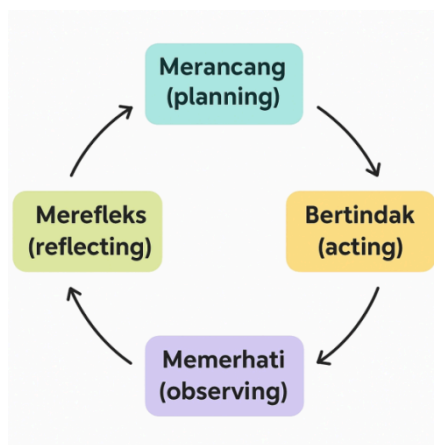 Merancang
(planning)
Bertindak
(acting)
Memerhati
(observing)
Merefleks
(reflecting)